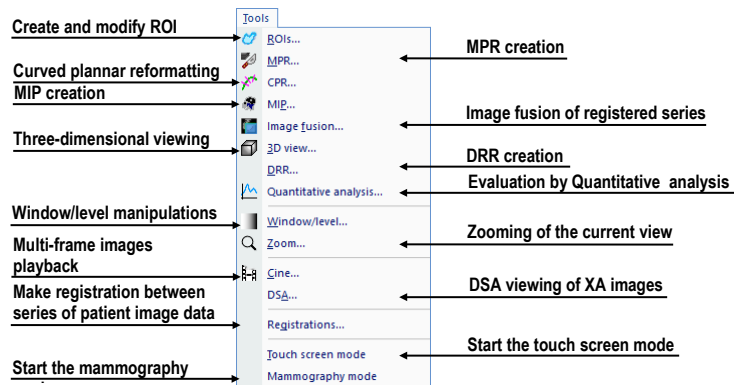 Tools
Create and modify ROI
ROIs...
MPR...
MPR creation
Curved plannar reformatting
CPR...
MIP creation
MIP...
Image fusion...
Image fusion of registered series
Three-dimensional viewing
3D view...
DRR...
DRR creation
Quantitative analysis...
Evaluation by Quantitative analysis
Window/level manipulations
Window/level...
Zoom...
Zooming of the current view
Multi-frame images
playback
Cine...
DSA...
DSA viewing of XA images
Make registration between
series of patient image data
Registrations...
Touch screen mode
Start the touch screen mode
Start the mammography
Mammography mode